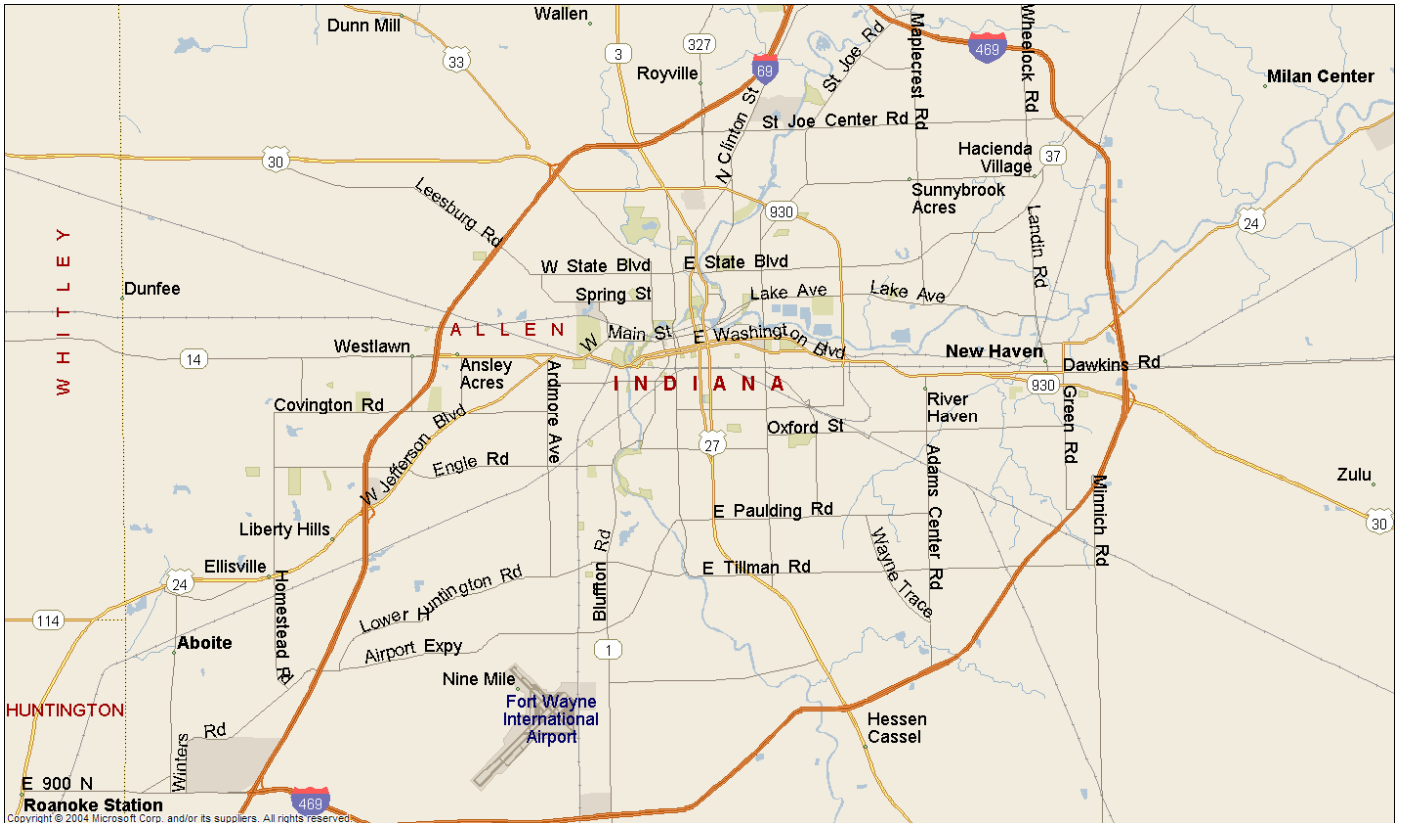 Wallen
Dunn Mill
3
327
Maplecrest Rd
Wheelock Rd
469
33
Royville
69
St Joe Rd
Milan Center
N Clinton St
St Joe Center Rd
30
Hacienda
Village
37
Leesburg Rd
Sunnybrook
Acres
930
Landin Rd
24
WHITLEY
W State Blvd
E State Blvd
Dunfee
Spring St
Lake Ave
Lake Ave
ALLEN
W Main St
E Washington Blvd
14
Westlawn
Ansley
Acres
New Haven
Dawkins Rd
INDIANA
930
Ardmore Ave
Covington Rd
River
Haven
Green Rd
W Jefferson Blvd
Oxford St
27
Engle Rd
Adams Center Rd
Zulu
Minnich Rd
E Paulding Rd
30
Liberty Hills
Bluffton Rd
Wayne Trace
Ellisville
24
E Tillman Rd
Homestead Rd
Lower Huntington Rd
114
Aboite
Airport Expy
1
Nine Mile
Fort Wayne
International
Airport
HUNTINGTON
Hessen
Cassel
Winters Rd
E 900 N
469
Roanoke Station
Copyright © 2004 Microsoft Corp. and/or its suppliers. All rights reserved.